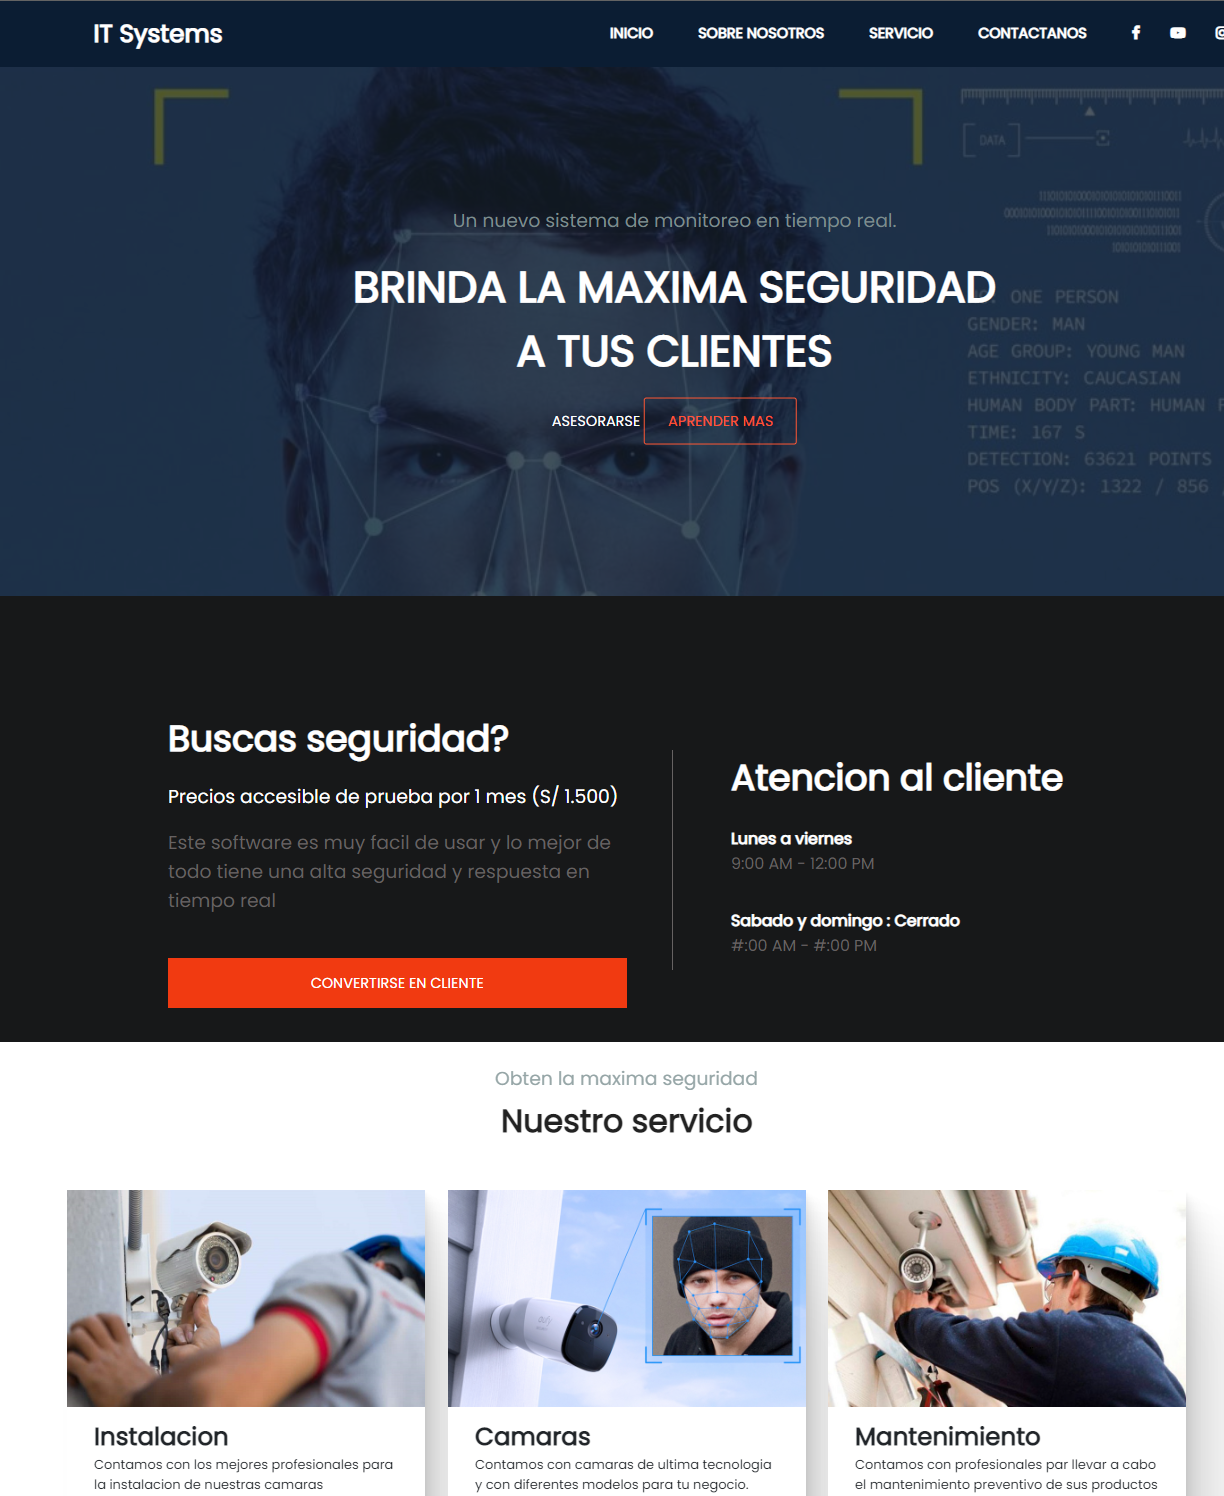 IT Systems
INICIO SOBRE NOSOTROS SERVICIO CONTACTANOS
DATA
Un nuevo sistema de monitoreo en tiempo real.
BRINDA LA MAXIMA SEGURIDAD
A TUS CLIENTES
ASESORARSE APRENDER MAS
ONE PERSON
GENDER: MAN
AGE GROUP: YOUNG MAN
ETHNICITY: CAUCASIAN
HUMAN BODY PART: HUMAN
TIME: 167 S
DETECTION: 63621 POINTS
POS (X/Y/Z): 1322 / 856
Buscas seguridad?
Precios accesible de prueba por 1 mes (S/ 1.500)
Este software es muy facil de usar y lo mejor de
todo tiene una alta seguridad y respuesta en
tiempo real
CONVERTIRSE EN CLIENTE
Atencion al cliente
Lunes a viernes
9:00 AM - 12:00 PM
Sabado y domingo : Cerrado
#:00 AM - #:00 PM
Obten la maxima seguridad
Nuestro servicio
Instalacion
Contamos con los mejores profesionales para
la instalacion de nuestras camaras
Camaras
Contamos con camaras de ultima tecnologia
y con diferentes modelos para tu negocio.
Mantenimiento
Contamos con profesionales par llevar a cabo
el mantenimiento preventivo de sus productos